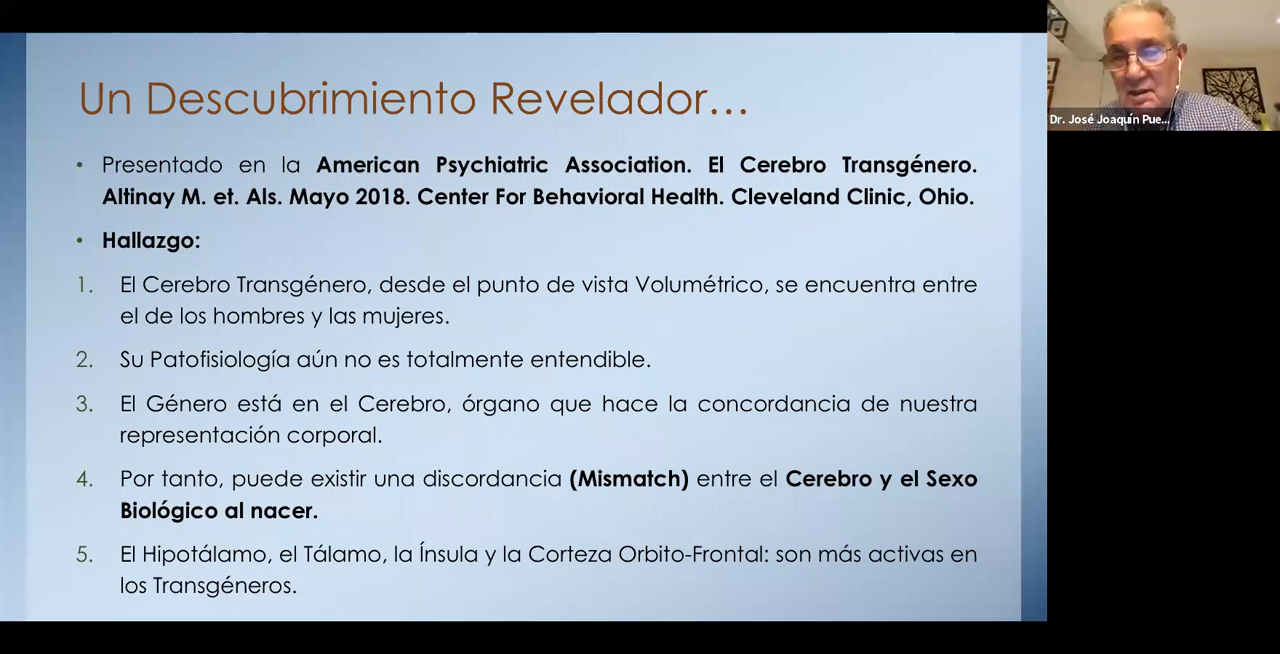 Un Descubrimiento Revelador...
• Presentado en la American Psychiatric Association. El Cerebro Transgénero.
Altinay M. et. Als. Mayo 2018. Center For Behavioral Health. Cleveland Clinic, Ohio.
• Hallazgo:
1. El Cerebro Transgénero, desde el punto de vista Volumétrico, se encuentra entre
el de los hombres y las mujeres.
2. Su Patofisiología aún no es totalmente entendible.
3. El Género está en el Cerebro, órgano que hace la concordancia de nuestra
representación corporal.
4. Por tanto, puede existir una discordancia (Mismatch) entre el Cerebro y el Sexo
Biológico al nacer.
5. El Hipotálamo, el Tálamo, la Ínsula y la Corteza Orbito-Frontal: son más activas en
los Transgéneros.
Dr. José Joaquín Pue...